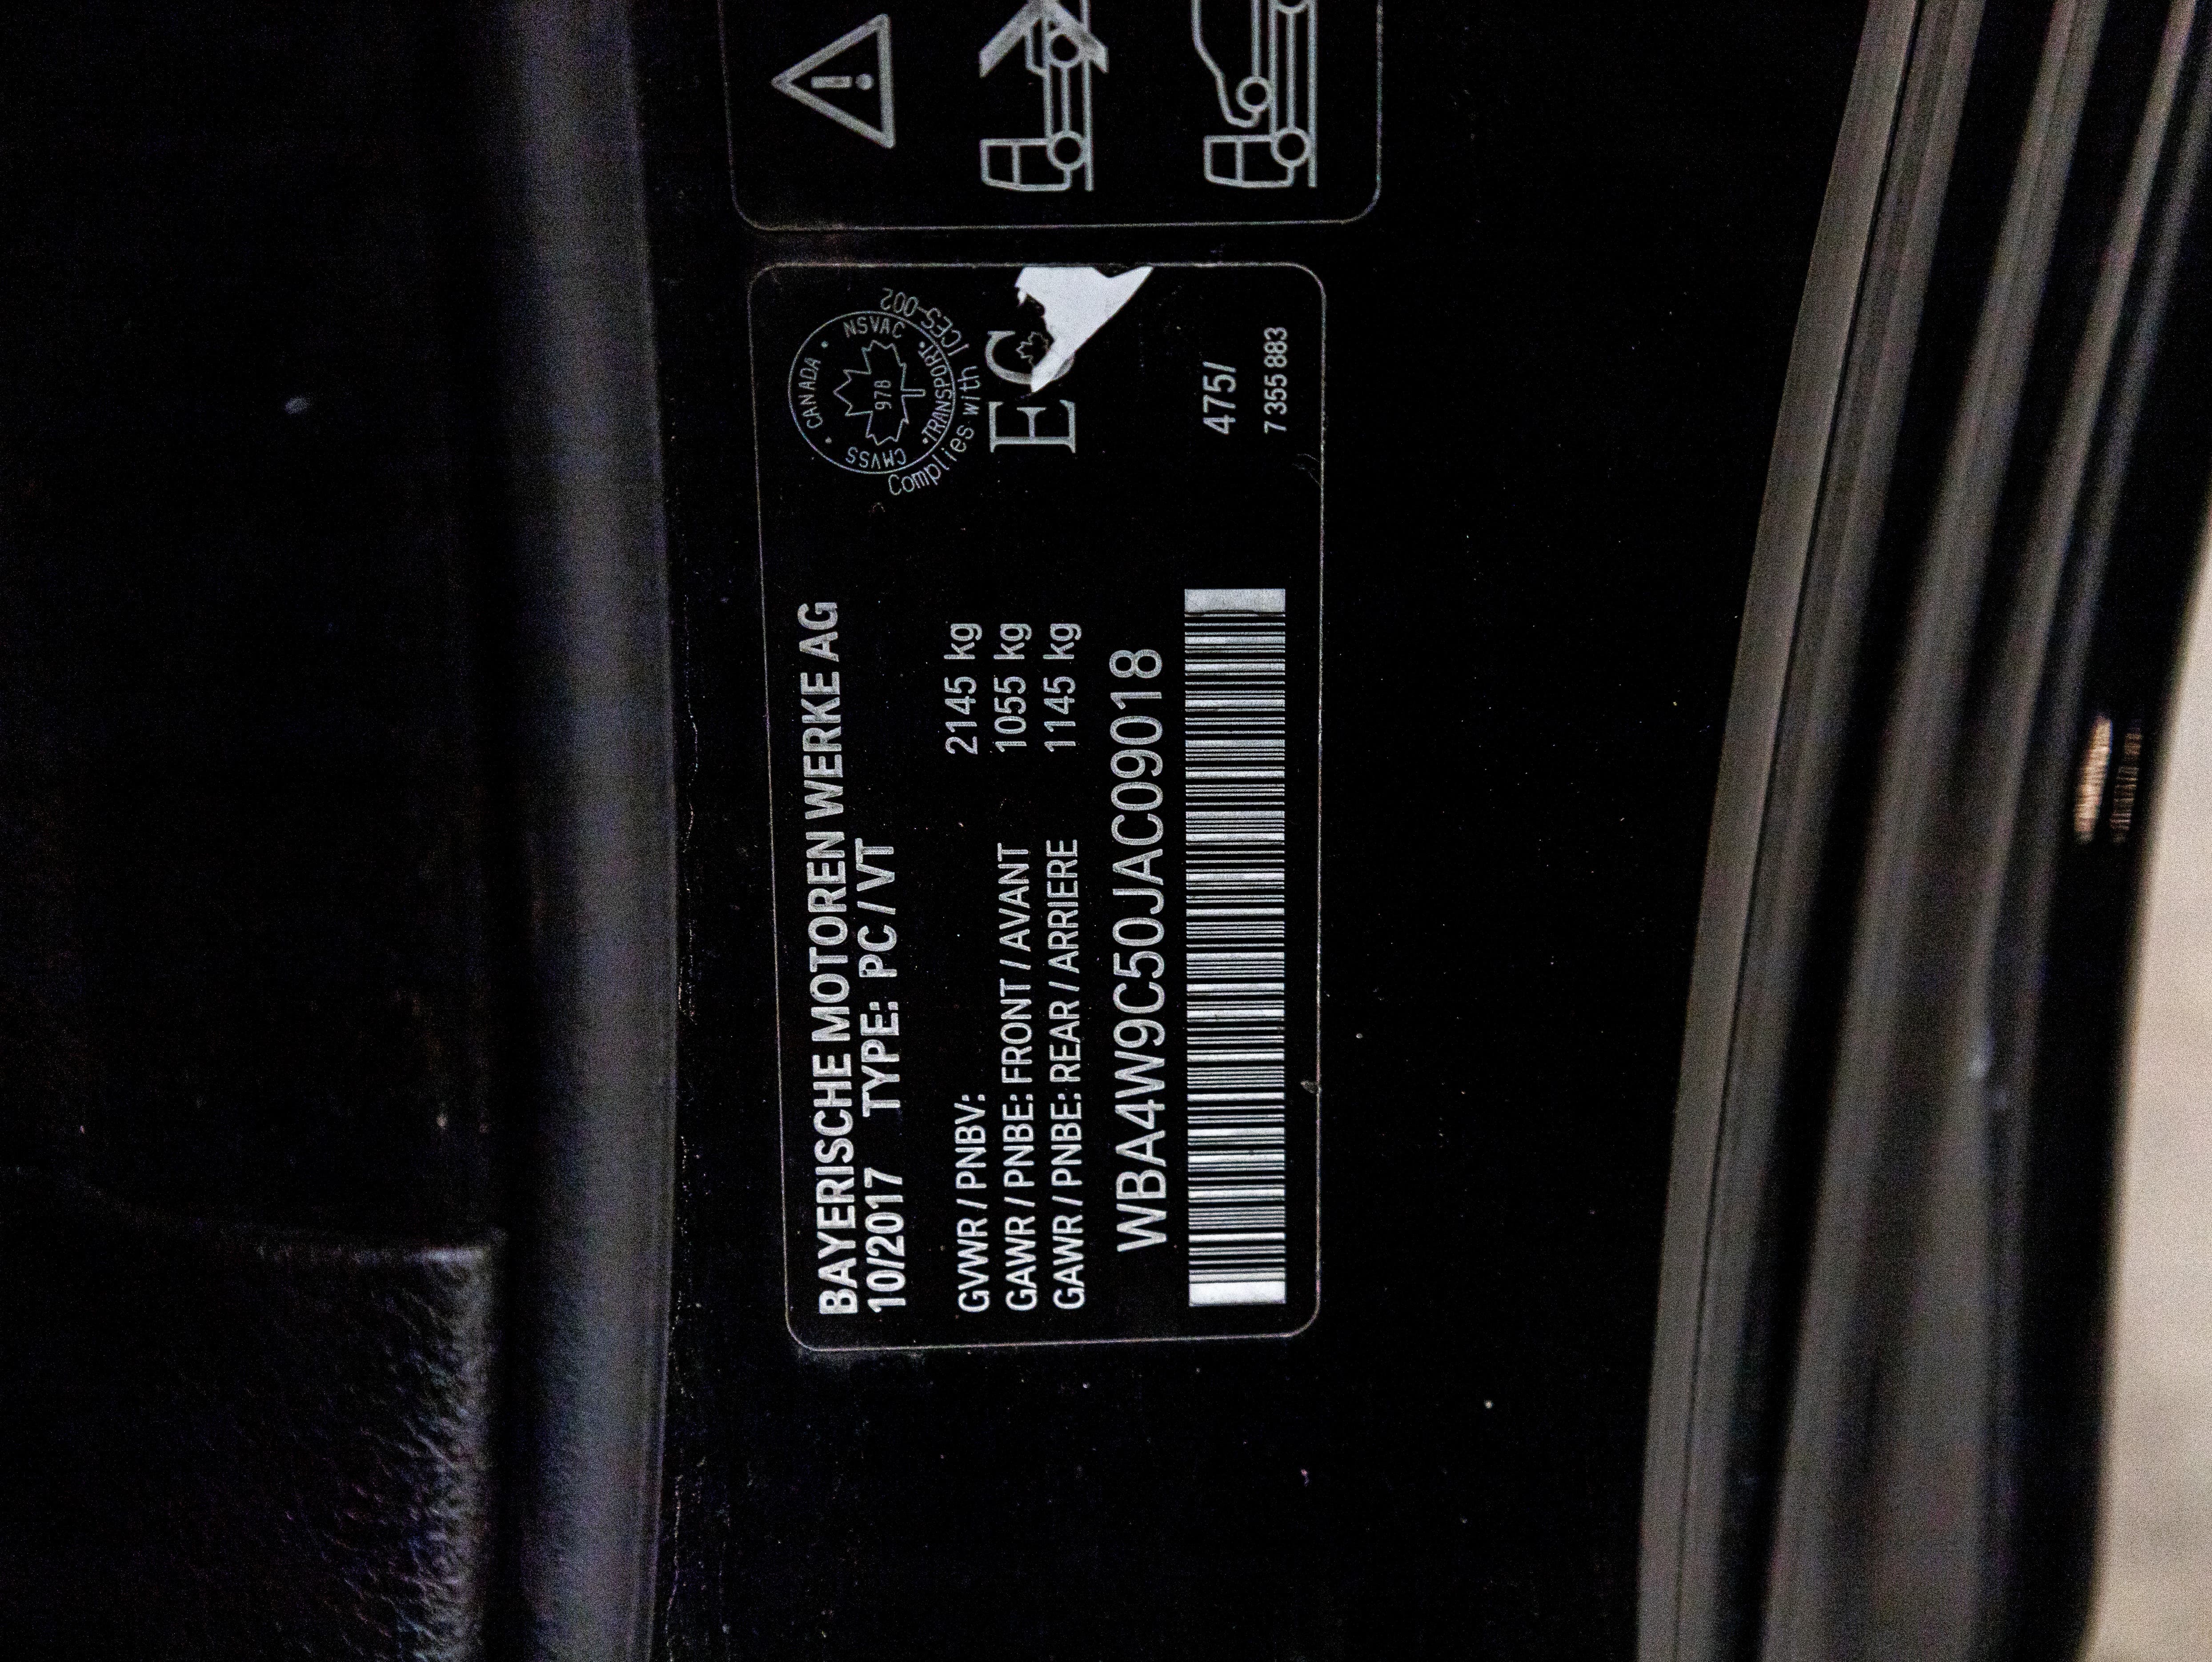 BAYERISCHE MOTOREN WERKE AG
10/2017 TYPE: PC / VT
GVWR / PNBV: 2145 kg
GAWR / PNBE: FRONT / AVANT 1055 kg
GAWR / PNBE: REAR / ARRIERE 1145 kg
WBA4W9C50JAC09018
CANADA • NSVAC • TRANSPORT • CMVSS
978
Complies with ICES-002
EC
475/
7 355 883